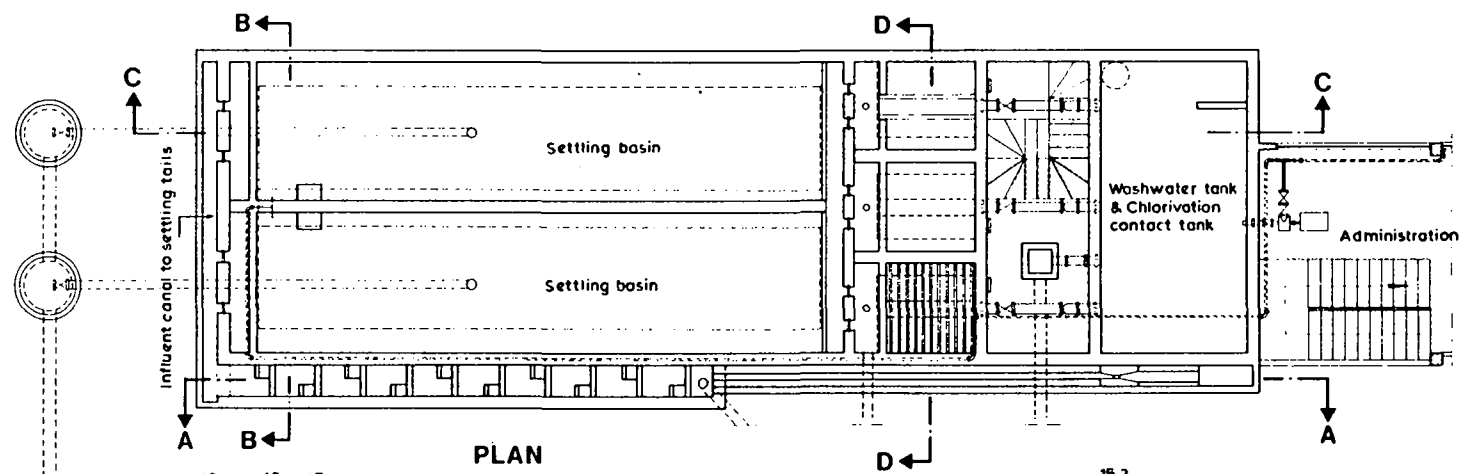 B
D
C
C
Settling basin
Influent canal to settling tails
Washwater tank
& Chlorivation
contact tank
Administration
Settling basin
A
B
D
A
PLAN